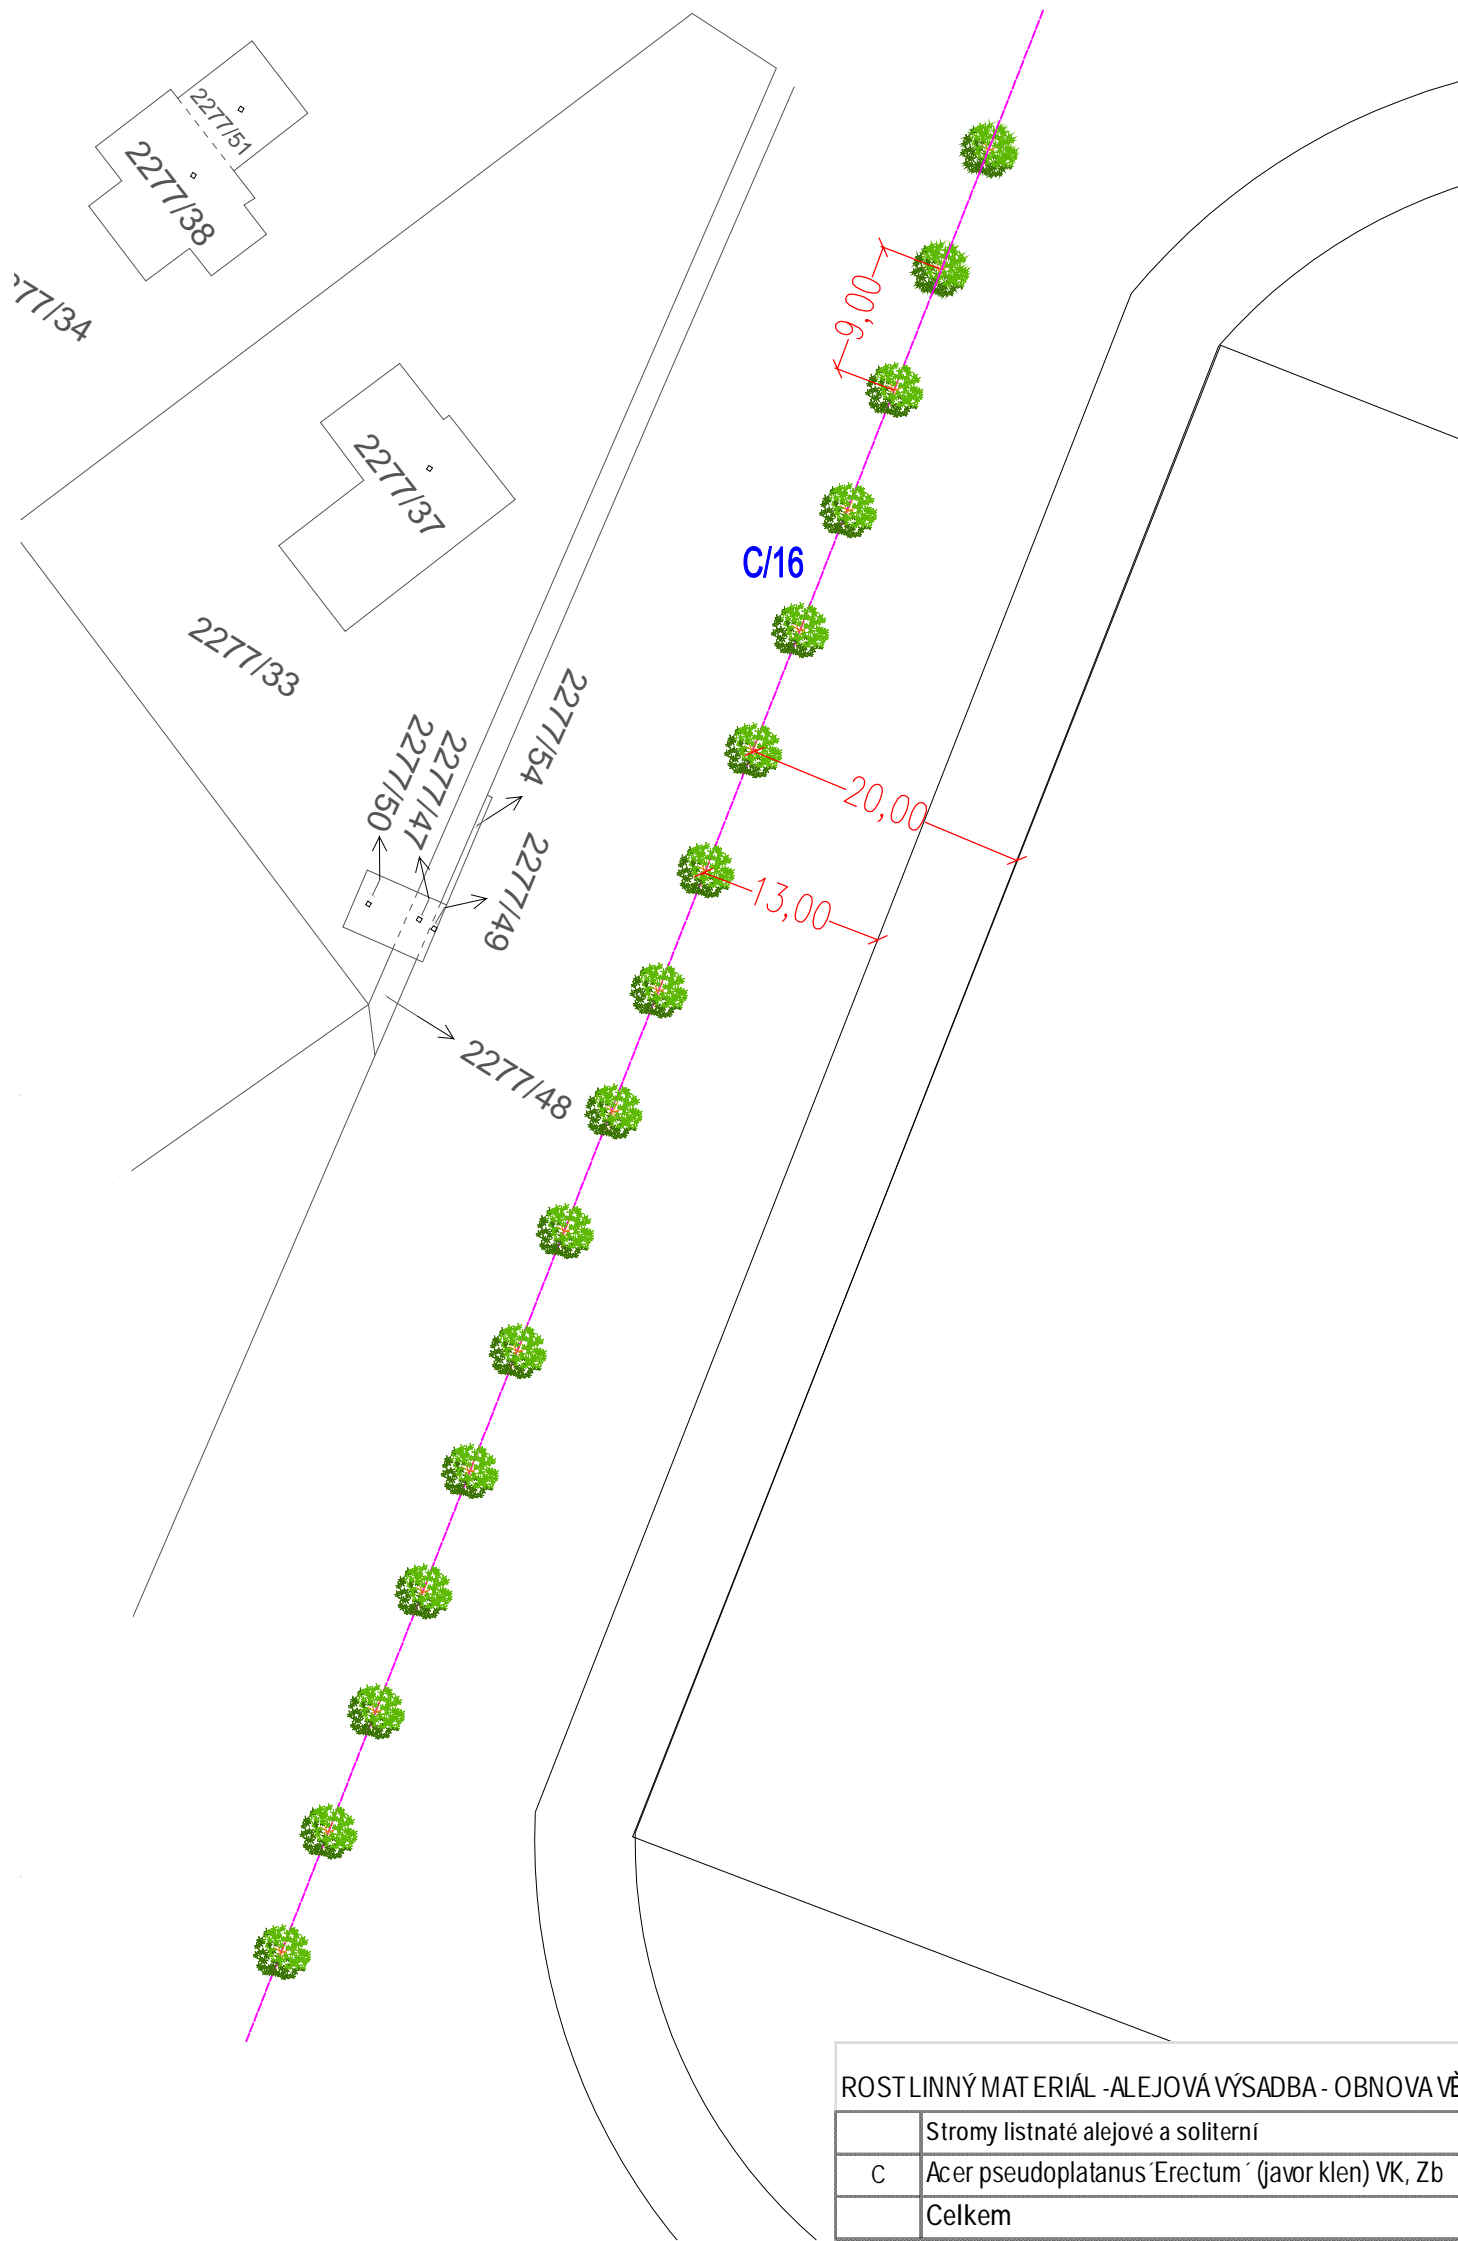 2277/51
2277/38
77/34
9,00
2277/37
C/16
2277/33
2277/54
2277/50
2277/47
20,00
2277/49
13,00
2277/48
ROSTLINNÝ MATERIÁL -ALEJOVÁ VÝSADBA - OBNOVA VĚ
Stromy listnaté alejové a soliterní
C Acer pseudoplatanus ´Erectum ´ (javor klen) VK, Zb
Celkem